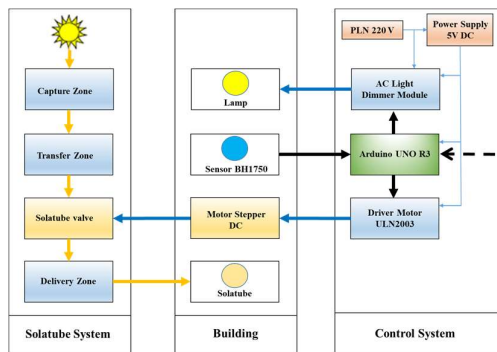 PLN 220 V
Power Supply
5V DC
Capture Zone
Lamp
AC Light
Dimmer Module
Transfer Zone
Sensor BH1750
Arduino UNO R3
Solatube valve
Motor Stepper
DC
Driver Motor
ULN2003
Delivery Zone
Solatube
Solatube System
Building
Control System